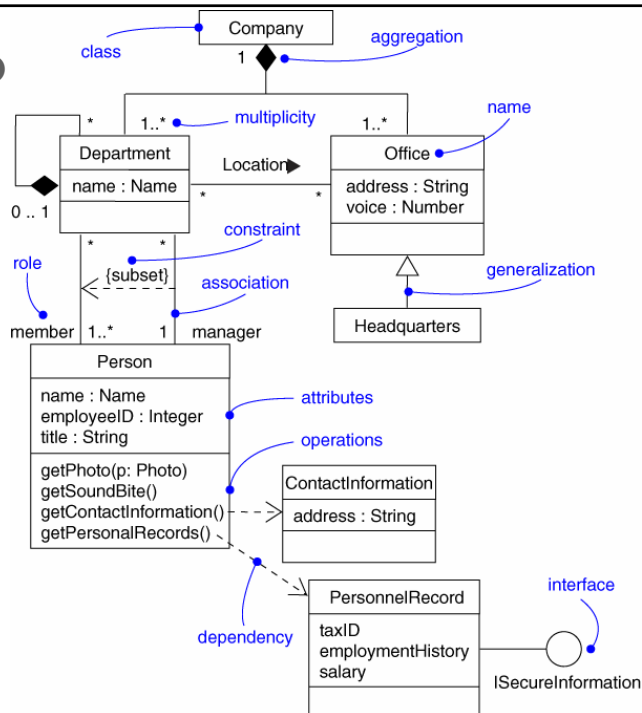 Company
class
1
aggregation
*
1..*
multiplicity
1..*
name
Department
Location
Office
name : Name
*
*
address : String
voice : Number
0 .. 1
*
*
constraint
role
{subset}
association
generalization
member
1..*
1
manager
Headquarters
Person
name : Name
employeeID : Integer
title : String
attributes
operations
getPhoto(p: Photo)
getSoundBite()
getContactInformation()
getPersonalRecords()
ContactInformation
address : String
PersonnelRecord
interface
taxID
employmentHistory
salary
dependency
ISecureInformation